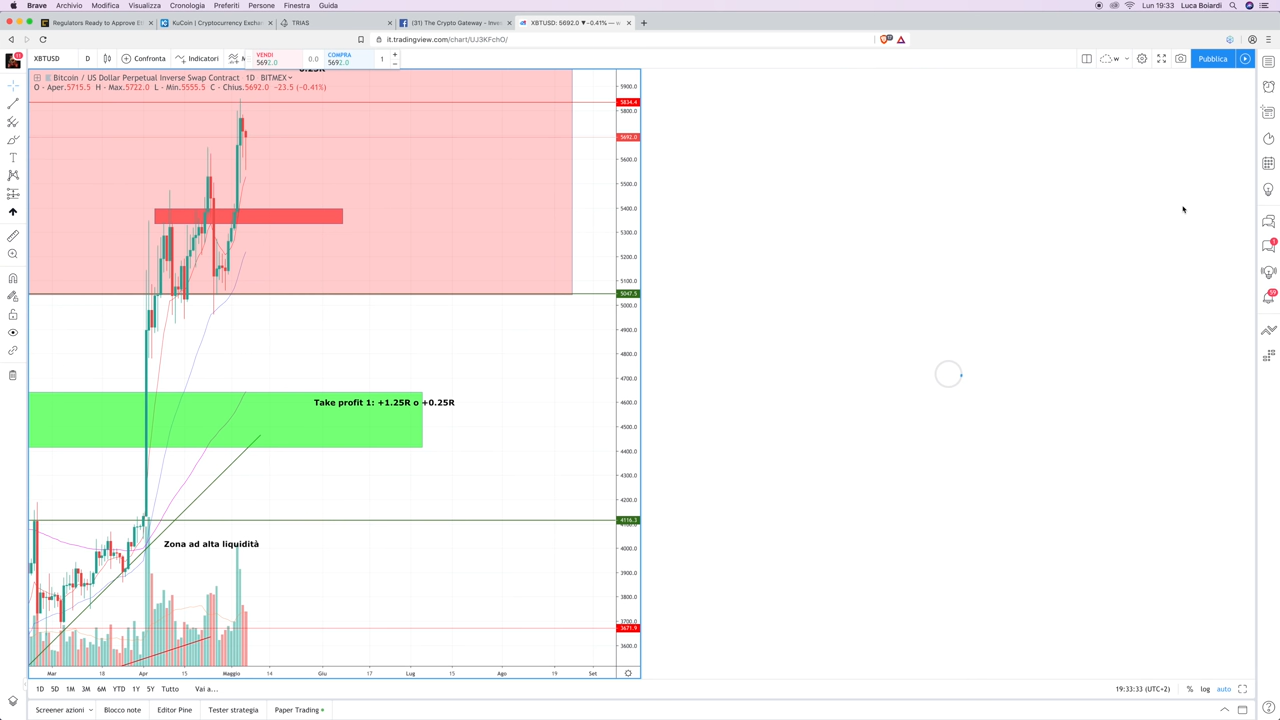 Brave Archivio Modifica Visualizza Cronologia Segnalibri Preferiti Persone Finestra Guida
Lun 19:33 Luca Boiardi
Regulators Ready to Approve Et
KuCoin | Cryptocurrency Exchan
TRIAS
(31) The Crypto Gateway - Inve
XBTUSD: 5692.0 ▼−0.41% — w
it.tradingview.com/chart/UJ3KFchO/
XBTUSD D Confronta Indicatori
VENDI
5692.0
0.0
COMPRA
5692.0
1
w
Pubblica
0.25R
Bitcoin / US Dollar Perpetual Inverse Swap Contract 1D BITMEX
O - Aper.5715.5 H - Max.5722.0 L - Min.5555.5 C - Chius.5692.0 −23.5 (−0.41%)
5900.0
5834.4
5800.0
5692.0
5600.0
5500.0
5400.0
5300.0
5200.0
5100.0
5047.5
5000.0
4900.0
4800.0
4700.0
4600.0
Take profit 1: +1.25R o +0.25R
4500.0
4400.0
4300.0
4200.0
4116.3
4000.0
Zona ad alta liquidità
3900.0
3800.0
3700.0
3671.9
3600.0
Mar 18 Apr 15 Maggio 14 Giu 17 Lug 15 Ago 19 Set
1D 5D 1M 3M 6M YTD 1Y 5Y Tutto Vai a...
19:33:33 (UTC+2) % log auto
Screener azioni Blocco note Editor Pine Tester strategia Paper Trading